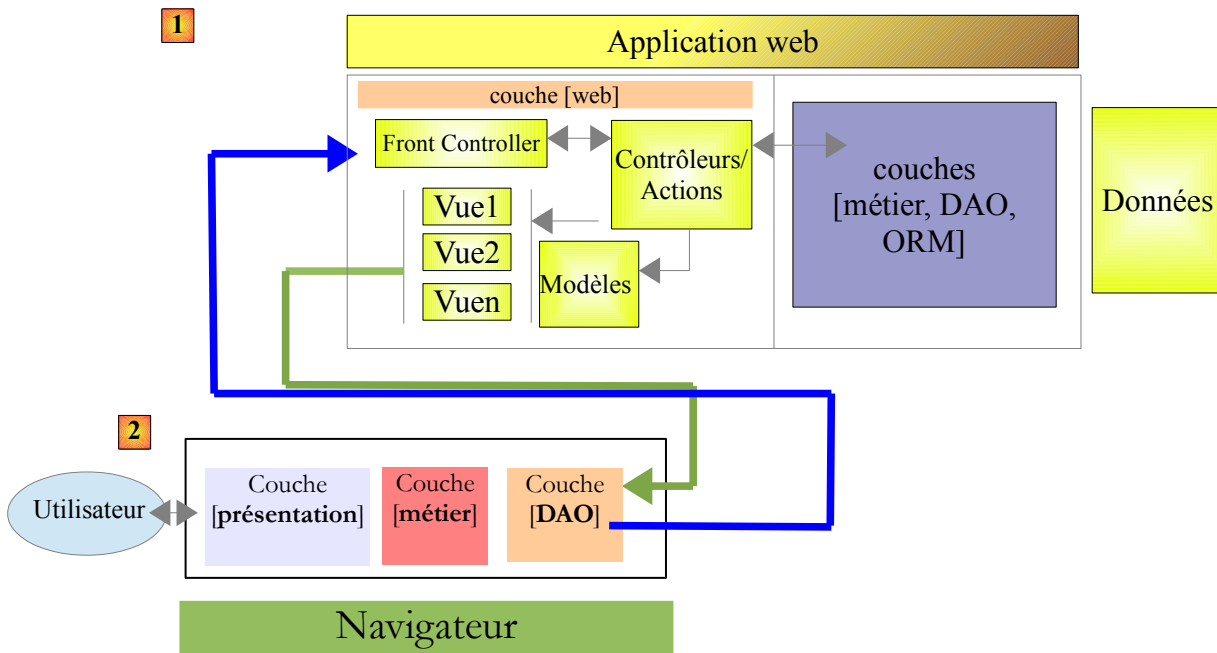 1
Application web
couche [web]
Front Controller
Contrôleurs/
Actions
couches
[métier, DAO,
ORM]
Données
Vue1
Vue2
Vuen
Modèles
2
Utilisateur
Couche
[présentation]
Couche
[métier]
Couche
[DAO]
Navigateur